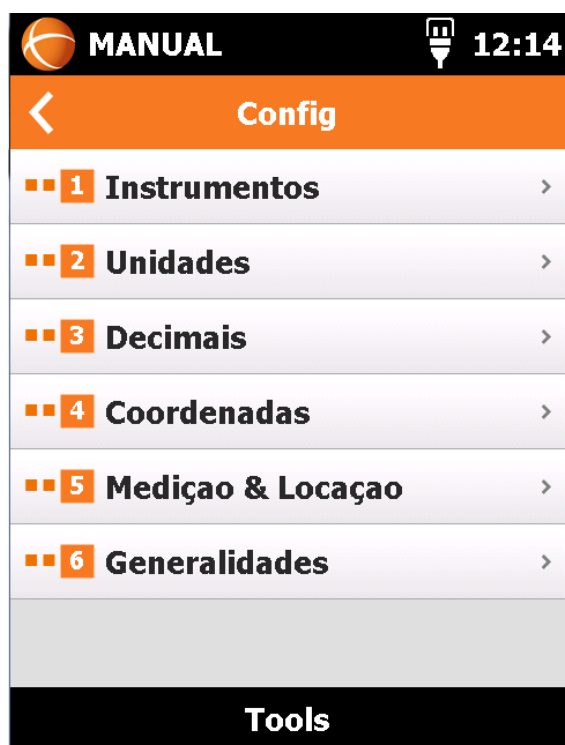 MANUAL 12:14
Config
1 Instrumentos
2 Unidades
3 Decimais
4 Coordenadas
5 Mediçao & Locaçao
6 Generalidades
Tools